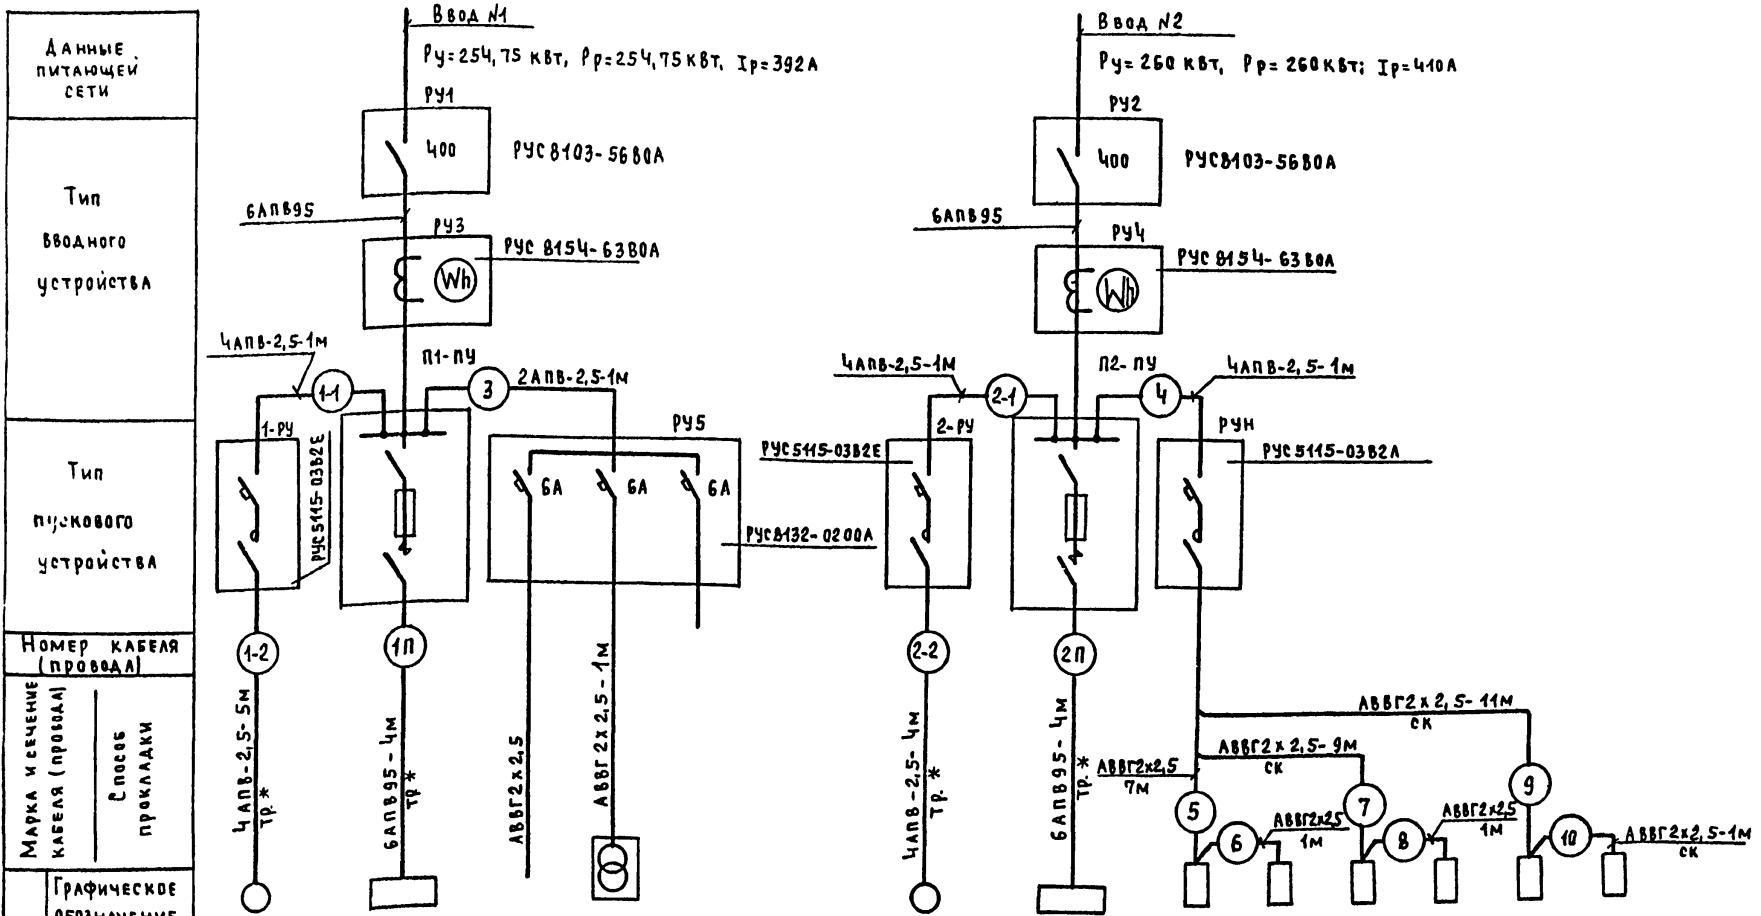 Данные
питающей
сети
Ввод №1
Ру=254,75 кВт, Рр=254,75 кВт, Iр=392А
РУ1
400
РУС8103-56В0А
6АПВ95
РУ3
РУС 8154-63В0А
Wh
Ввод №2
Ру=260 кВт, Рр=260 кВт; Iр=410А
РУ2
400
РУС8103-56В0А
6АПВ95
РУ4
РУС 8154-63В0А
Wh
Тип
вводного
устройства
4АПВ-2,5-1м
1-1
П1-ПУ
3
2АПВ-2,5-1м
4АПВ-2,5-1м
2-1
П2-ПУ
4
4АПВ-2,5-1м
Тип
пускового
устройства
1-РУ
РУС5115-03В2Е
РУ5
6А
6А
6А
РУС8132-0200А
2-РУ
РУС5115-03В2Е
РУН
РУС5115-03В2А
Номер кабеля
(провода)
1-2
1П
2-2
2П
Марка и сечение
кабеля (провода)
Способ
прокладки
4АПВ-2,5-5м
тр.*
6АПВ95-4м
тр*
АВВГ2х2,5
АВВГ2х2,5-1м
4АПВ-2,5-4м
тр.*
6АПВ95-4м
тр.*
АВВГ2х2,5
7м
АВВГ2х2,5-9м
ск
АВВГ2х2,5-11м
ск
5
6
АВВГ2х2,5
1м
7
8
АВВГ2х2,5
1м
9
10
АВВГ2х2,5-1м
ск
Графическое
обозначение